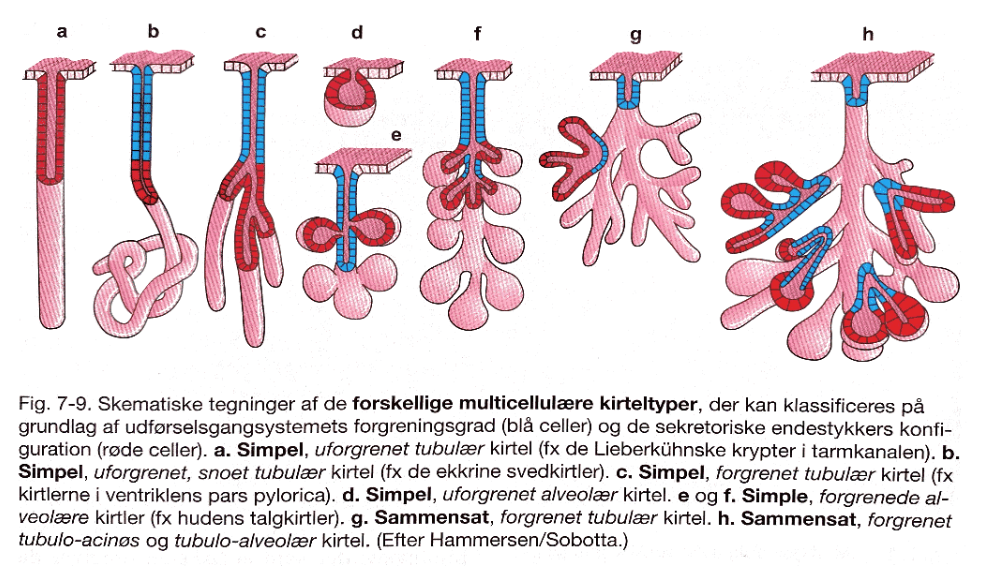 a b c d f g h
e
Fig. 7-9. Skematiske tegninger af de forskellige multicellulære kirteltyper, der kan klassificeres på
grundlag af udførselsgangsystemets forgreningsgrad (blå celler) og de sekretoriske endestykkers konfi-
guration (røde celler). a. Simpel, uforgrenet tubulær kirtel (fx de Lieberkühnske krypter i tarmkanalen). b.
Simpel, uforgrenet, snoet tubulær kirtel (fx de ekkrine svedkirtler). c. Simpel, forgrenet tubulær kirtel (fx
kirtlerne i ventriklens pars pylorica). d. Simpel, uforgrenet alveolær kirtel. e og f. Simple, forgrenede al-
veolære kirtler (fx hudens talgkirtler). g. Sammensat, forgrenet tubulær kirtel. h. Sammensat, forgrenet
tubulo-acinøs og tubulo-alveolær kirtel. (Efter Hammersen/Sobotta.)